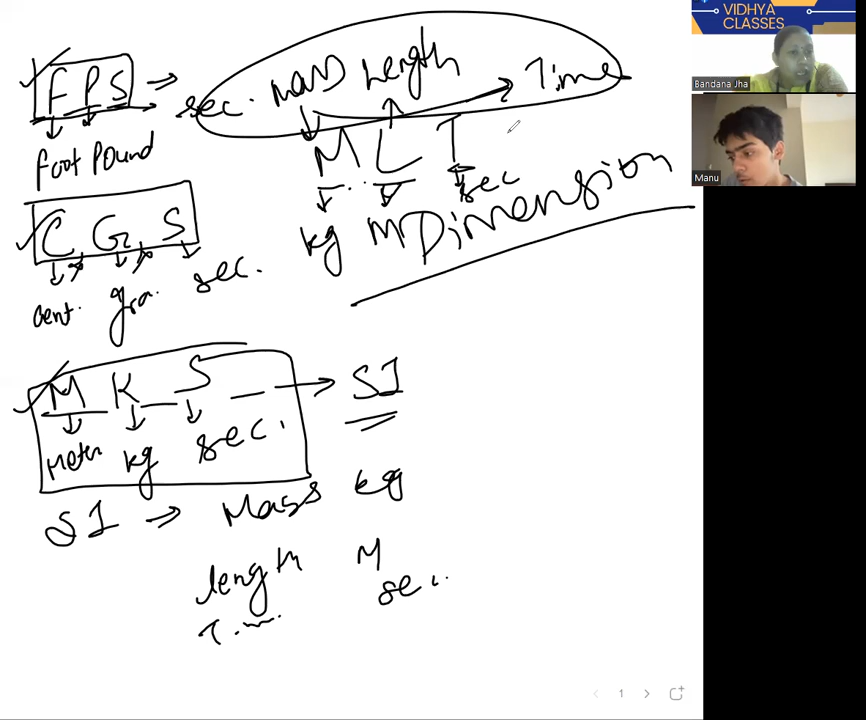 F P S ⇒ sec.
Foot Pound
mass Length Time
M L T
kg M sec
Dimension
C G S
cent. gra. sec.
M K S → SI
Meter kg sec.
SI ⇒ Mass kg
length M
sec.
VIDHYA
CLASSES
Bandana Jha
Manu
1